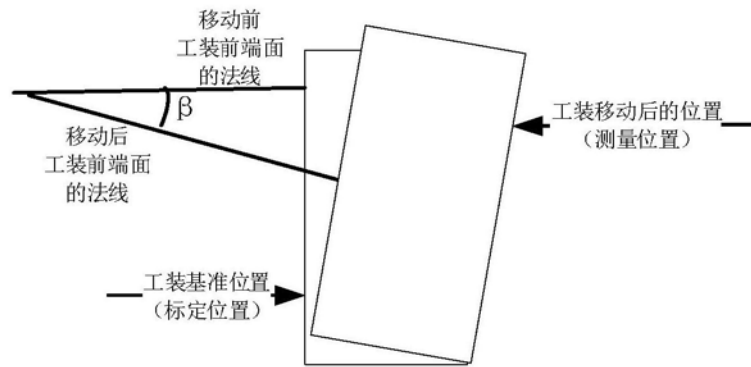 移动前
工装前端面
的法线
β
移动后
工装前端面
的法线
工装移动后的位置
（测量位置）
工装基准位置
（标定位置）